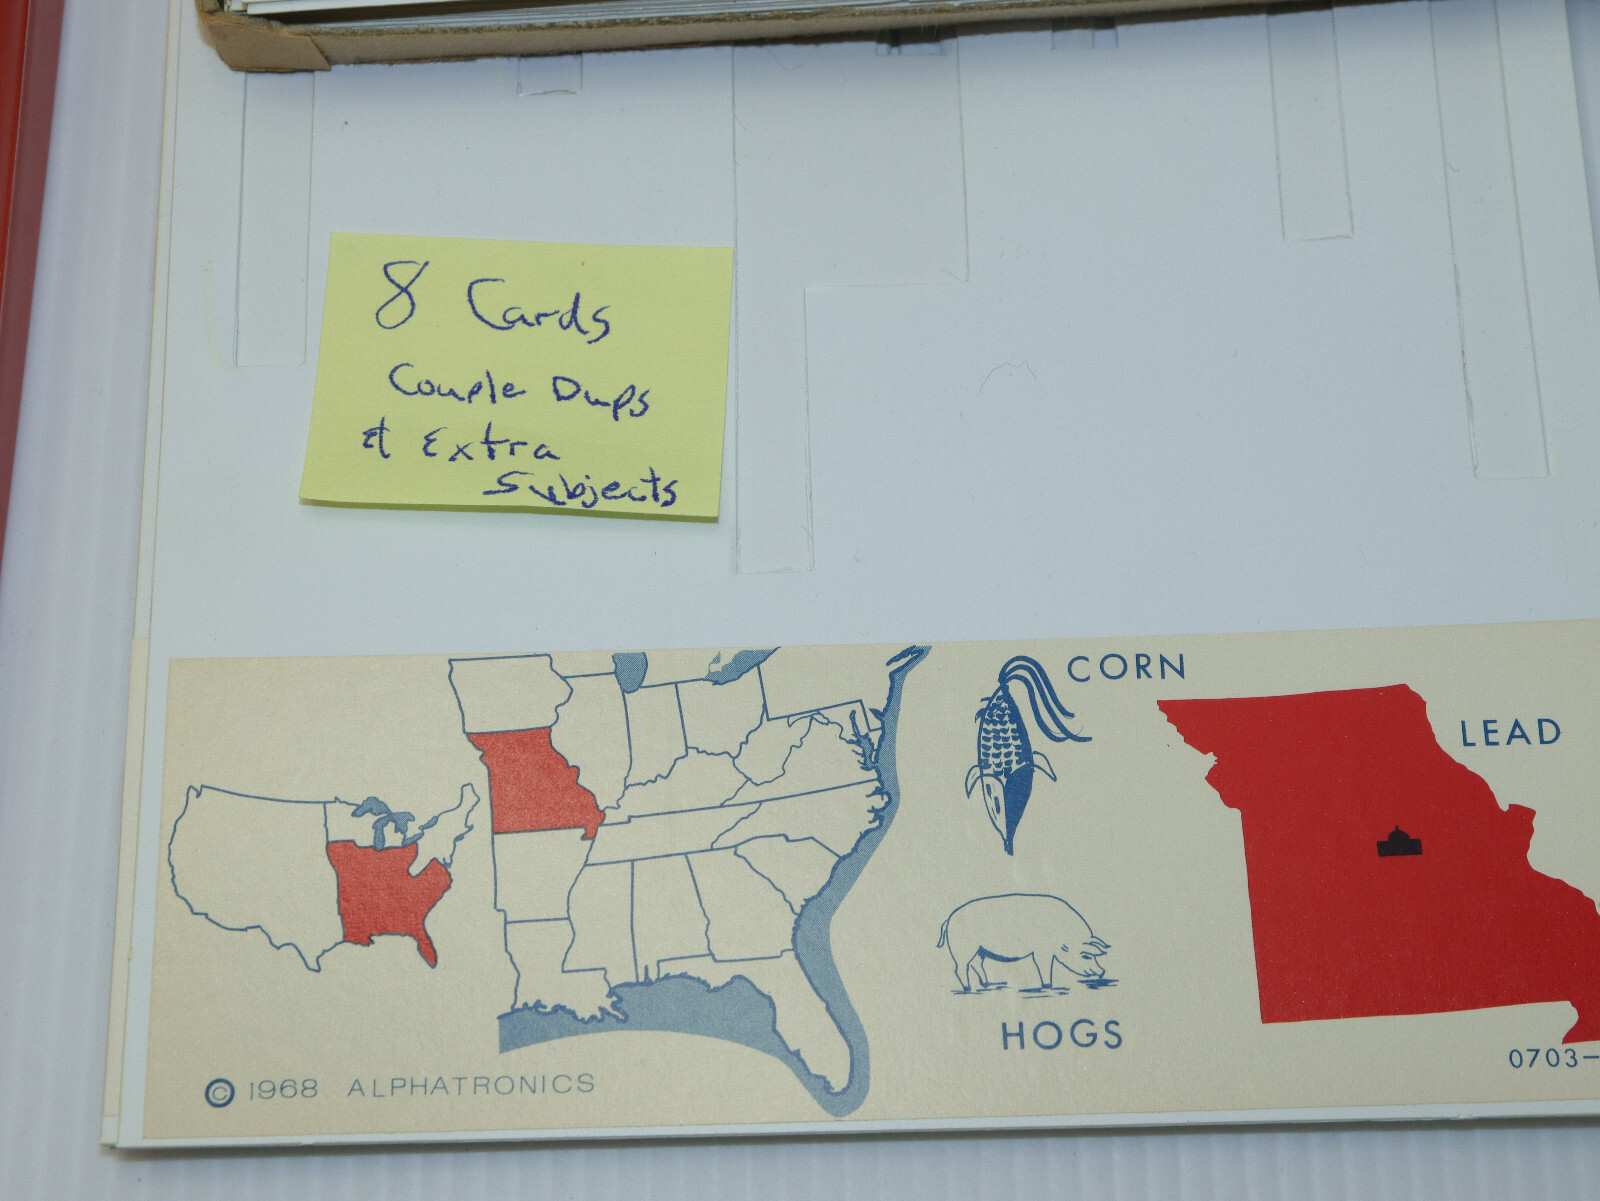 8 Cards
Couple Dups
& Extra
Subjects
CORN
LEAD
HOGS
0703-
© 1968 ALPHATRONICS